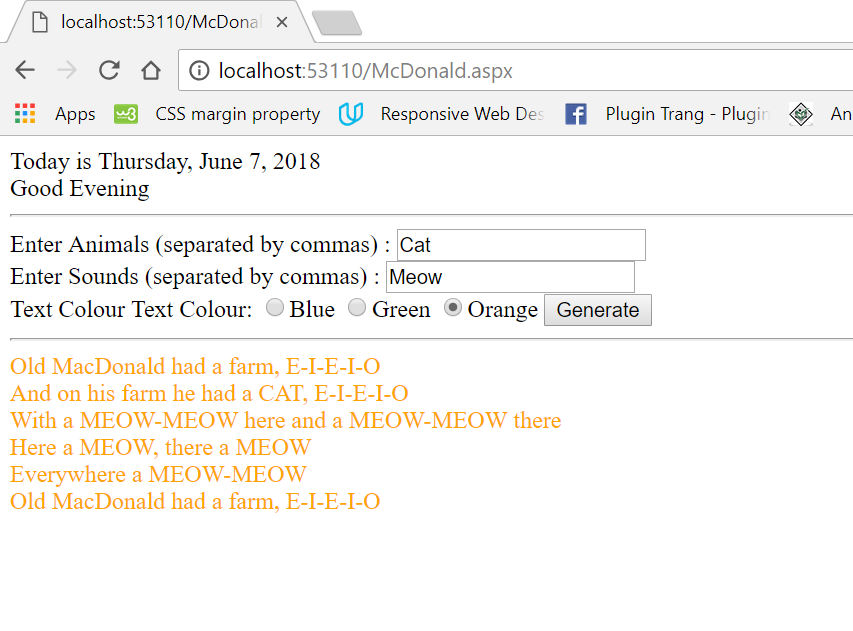 localhost:53110/McDonal
localhost:53110/McDonald.aspx
Apps w3 CSS margin property Responsive Web Des Plugin Trang - Plugin An
Today is Thursday, June 7, 2018
Good Evening
Enter Animals (separated by commas) : Cat
Enter Sounds (separated by commas) : Meow
Text Colour Text Colour: Blue Green Orange Generate
Old MacDonald had a farm, E-I-E-I-O
And on his farm he had a CAT, E-I-E-I-O
With a MEOW-MEOW here and a MEOW-MEOW there
Here a MEOW, there a MEOW
Everywhere a MEOW-MEOW
Old MacDonald had a farm, E-I-E-I-O